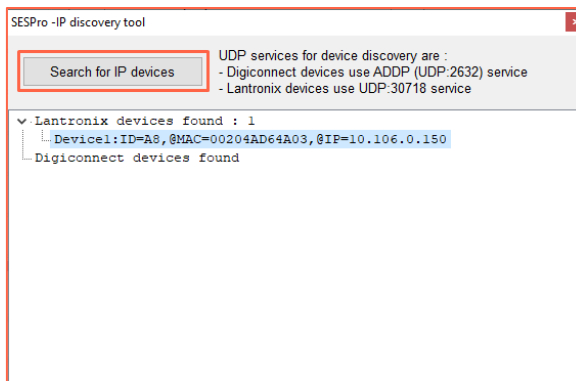 SESPro -IP discovery tool
Search for IP devices
UDP services for device discovery are :
- Digiconnect devices use ADDP (UDP:2632) service
- Lantronix devices use UDP:30718 service
Lantronix devices found : 1
Device1:ID=A8,@MAC=00204AD64A03,@IP=10.106.0.150
Digiconnect devices found